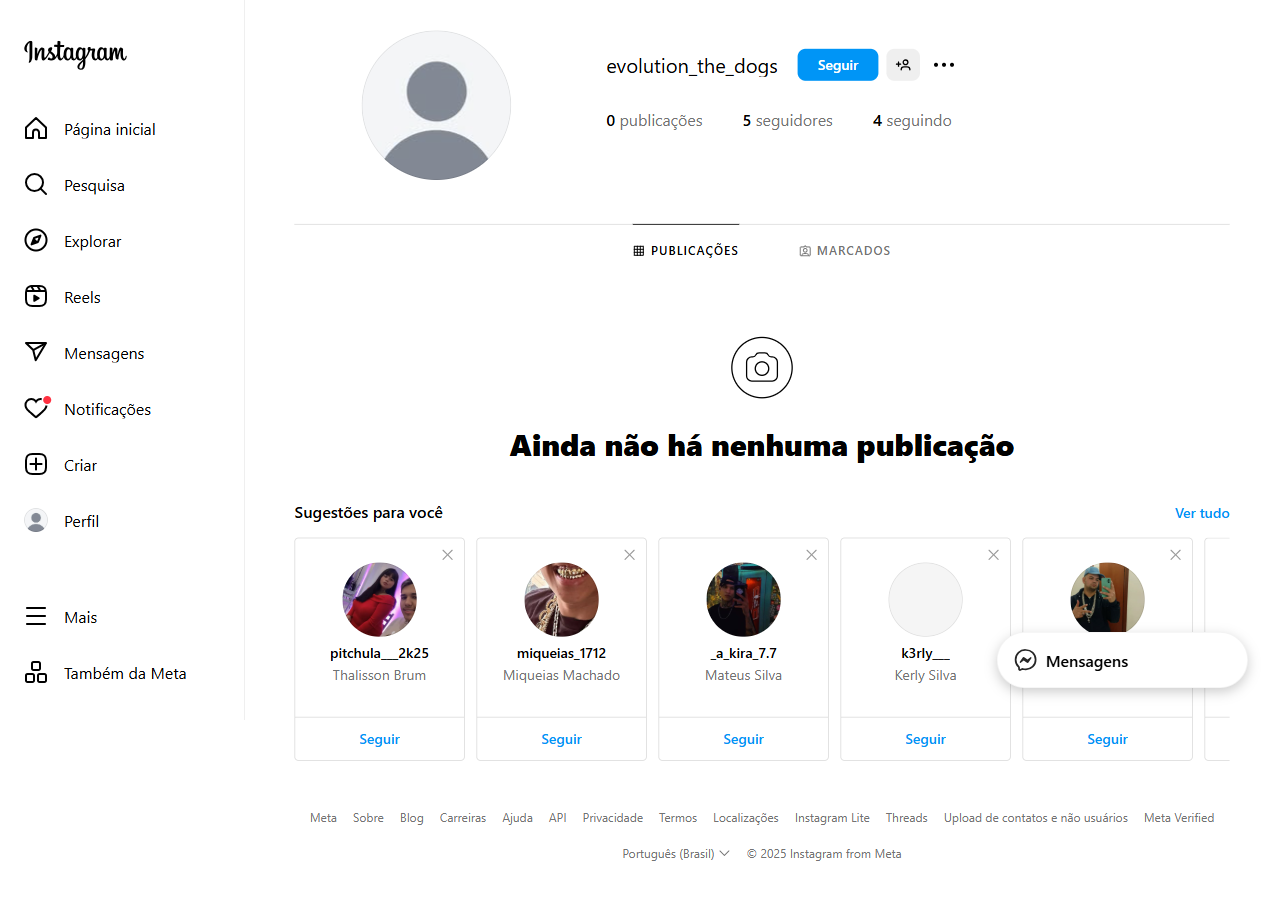 Instagram
Página inicial
Pesquisa
Explorar
Reels
Mensagens
Notificações
Criar
Perfil
Mais
Também da Meta
evolution_the_dogs Seguir
0 publicações 5 seguidores 4 seguindo
PUBLICAÇÕES MARCADOS
Ainda não há nenhuma publicação
Sugestões para você Ver tudo
pitchula___2k25
Thalisson Brum
Seguir
miqueias_1712
Miqueias Machado
Seguir
_a_kira_7.7
Mateus Silva
Seguir
k3rly___
Kerly Silva
Seguir
Seguir
Mensagens
Meta Sobre Blog Carreiras Ajuda API Privacidade Termos Localizações Instagram Lite Threads Upload de contatos e não usuários Meta Verified
Português (Brasil) © 2025 Instagram from Meta